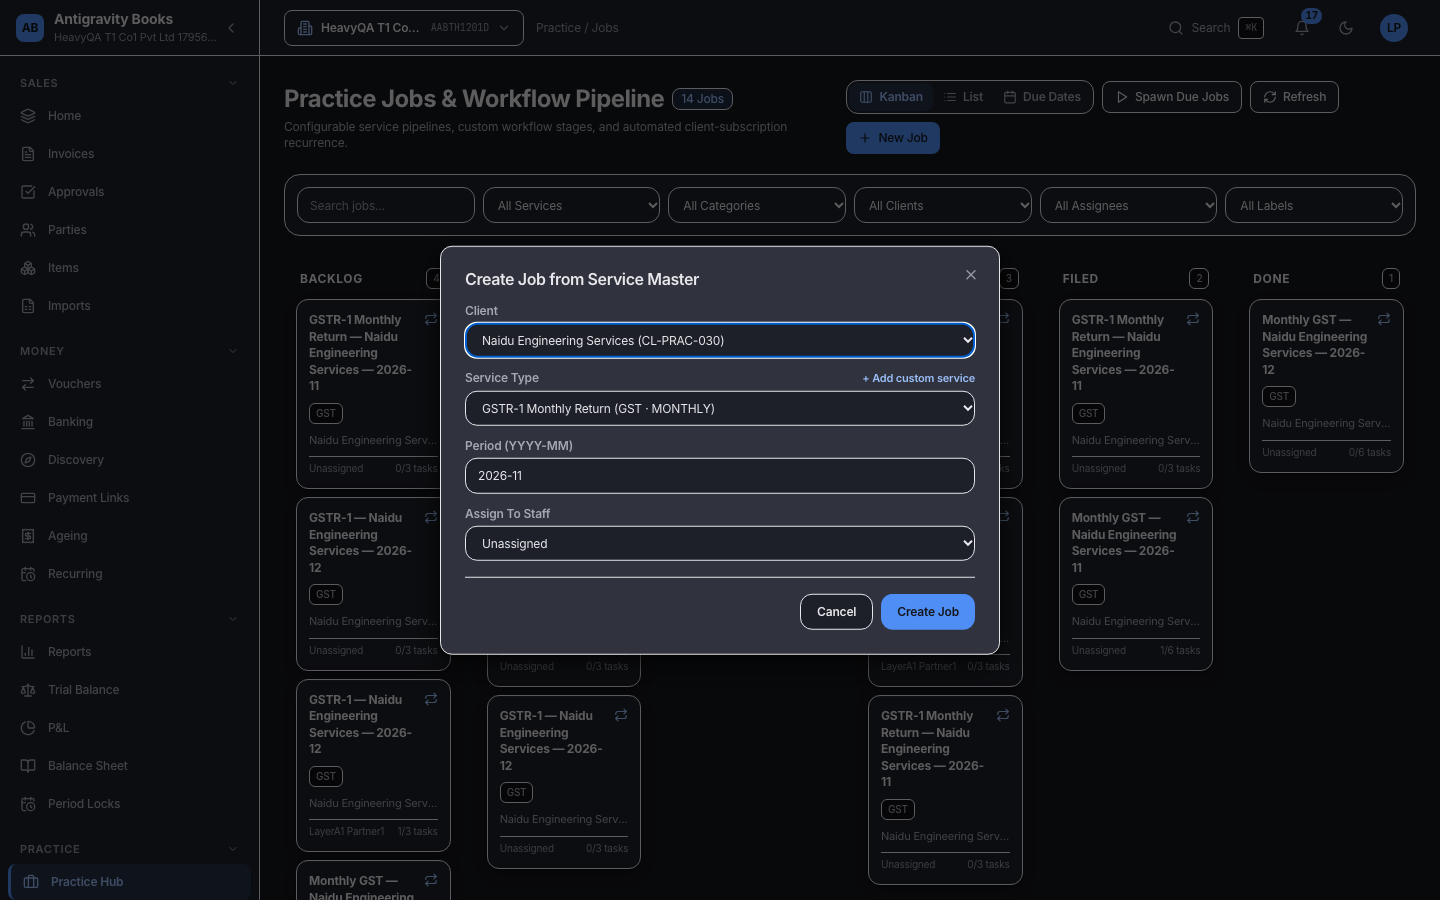 AB
Antigravity Books
HeavyQA T1 Co1 Pvt Ltd 17956...
HeavyQA T1 Co... AABTH1201D
Practice / Jobs
Search ⌘K
17
LP
SALES
Home
Invoices
Approvals
Parties
Items
Imports
MONEY
Vouchers
Banking
Discovery
Payment Links
Ageing
Recurring
REPORTS
Reports
Trial Balance
P&L
Balance Sheet
Period Locks
PRACTICE
Practice Hub
Practice Jobs & Workflow Pipeline
14 Jobs
Configurable service pipelines, custom workflow stages, and automated client-subscription
recurrence.
Kanban
List
Due Dates
Spawn Due Jobs
Refresh
+ New Job
Search jobs...
All Services
All Categories
All Clients
All Assignees
All Labels
BACKLOG 4
GSTR-1 Monthly
Return — Naidu
Engineering
Services — 2026-
11
GST
Naidu Engineering Serv...
Unassigned 0/3 tasks
GSTR-1 — Naidu
Engineering
Services — 2026-
12
GST
Naidu Engineering Serv...
Unassigned 0/3 tasks
GSTR-1 — Naidu
Engineering
Services — 2026-
12
GST
Naidu Engineering Serv...
LayerA1 Partner1 1/3 tasks
Monthly GST —
Naidu Engineering
Unassigned 0/3 tasks
GSTR-1 — Naidu
Engineering
Services — 2026-
12
GST
Naidu Engineering Serv...
Unassigned 0/3 tasks
3
LayerA1 Partner1 0/3 tasks
GSTR-1 Monthly
Return — Naidu
Engineering
Services — 2026-
11
GST
Naidu Engineering Serv...
Unassigned 0/3 tasks
FILED 2
GSTR-1 Monthly
Return — Naidu
Engineering
Services — 2026-
11
GST
Naidu Engineering Serv...
Unassigned 0/3 tasks
Monthly GST —
Naidu Engineering
Services — 2026-
11
GST
Naidu Engineering Serv...
Unassigned 1/6 tasks
DONE 1
Monthly GST —
Naidu Engineering
Services — 2026-
12
GST
Naidu Engineering Serv...
Unassigned 0/6 tasks
Create Job from Service Master
Client
Naidu Engineering Services (CL-PRAC-030)
Service Type + Add custom service
GSTR-1 Monthly Return (GST · MONTHLY)
Period (YYYY-MM)
2026-11
Assign To Staff
Unassigned
Cancel
Create Job